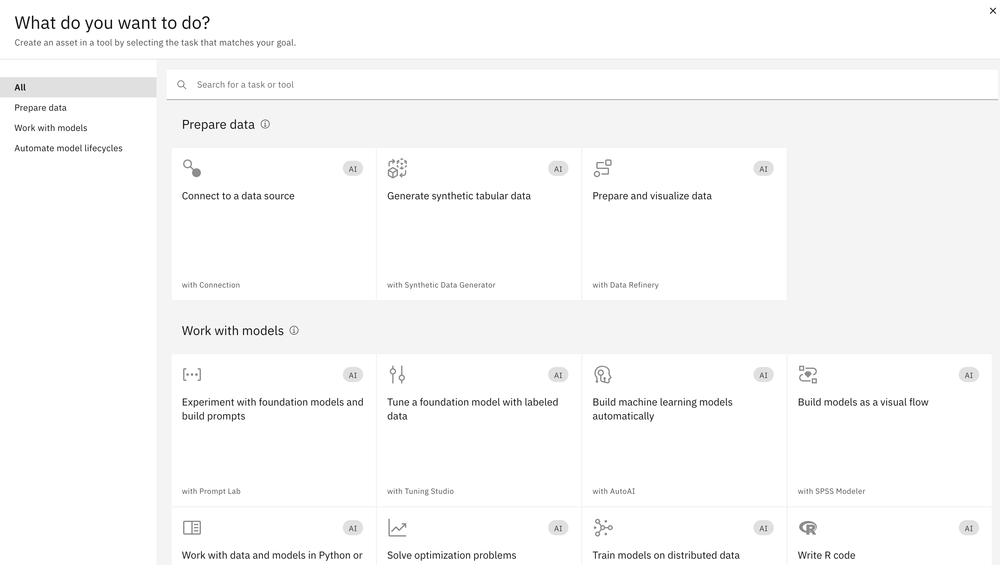 What do you want to do?
Create an asset in a tool by selecting the task that matches your goal.
All
Prepare data
Work with models
Automate model lifecycles
Search for a task or tool
Prepare data
AI
Connect to a data source
with Connection
AI
Generate synthetic tabular data
with Synthetic Data Generator
AI
Prepare and visualize data
with Data Refinery
Work with models
AI
Experiment with foundation models and
build prompts
with Prompt Lab
AI
Tune a foundation model with labeled
data
with Tuning Studio
AI
Build machine learning models
automatically
with AutoAI
AI
Build models as a visual flow
with SPSS Modeler
AI
Work with data and models in Python or
AI
Solve optimization problems
AI
Train models on distributed data
R
AI
Write R code